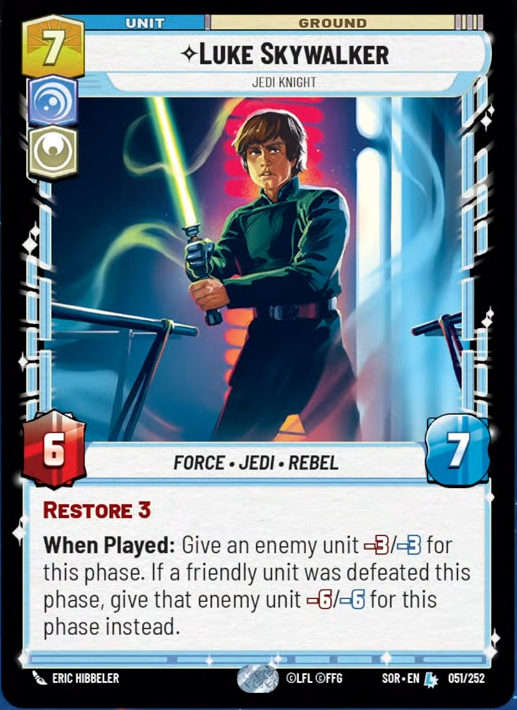 UNIT
GROUND
7
✧LUKE SKYWALKER
JEDI KNIGHT
6
FORCE • JEDI • REBEL
7
RESTORE 3
When Played: Give an enemy unit -3/-3 for
this phase. If a friendly unit was defeated this
phase, give that enemy unit -6/-6 for this
phase instead.
ERIC HIBBELER
©LFL ©FFG
SOR • EN
L
051/252